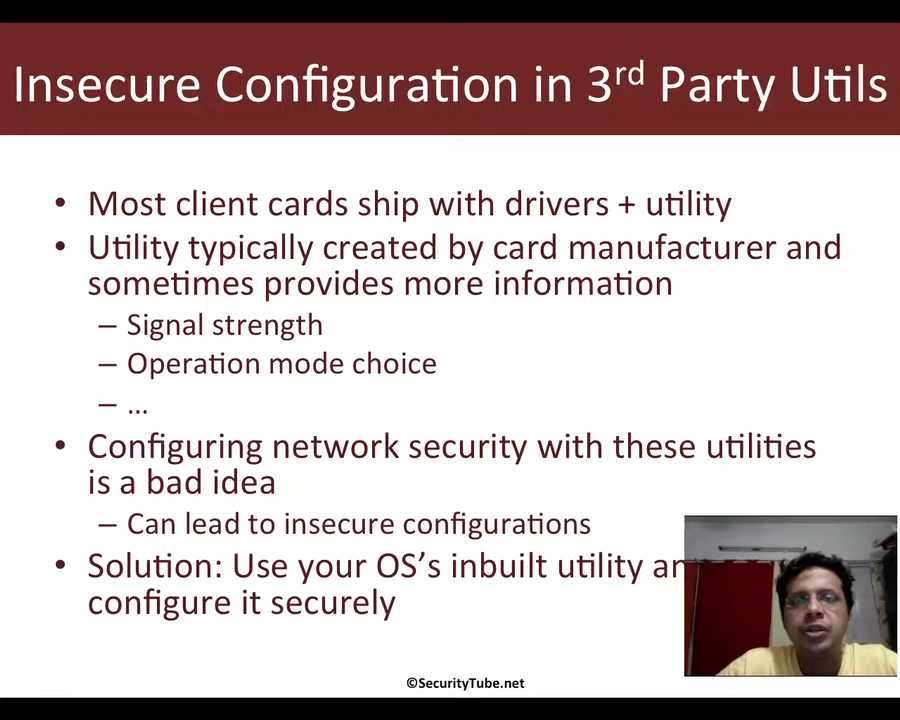 Insecure Configuration in 3rd Party Utils
• Most client cards ship with drivers + utility
• Utility typically created by card manufacturer and
sometimes provides more information
– Signal strength
– Operation mode choice
– …
• Configuring network security with these utilities
is a bad idea
– Can lead to insecure configurations
• Solution: Use your OS’s inbuilt utility
configure it securely
©SecurityTube.net